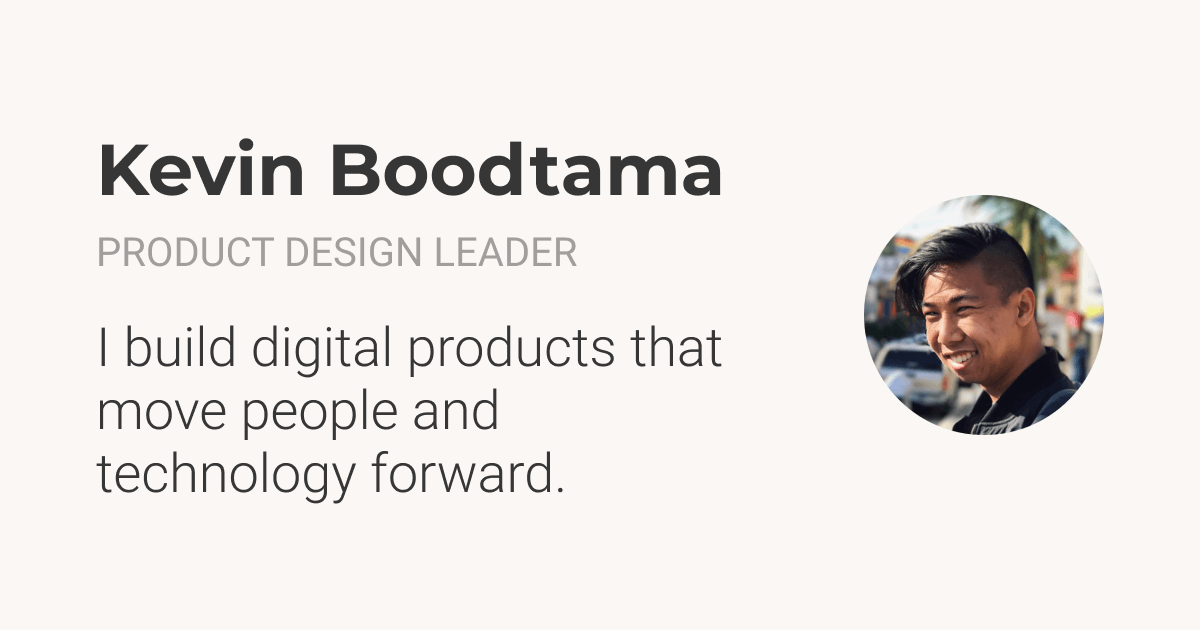 Kevin Boodtama
PRODUCT DESIGN LEADER
I build digital products that
move people and
technology forward.